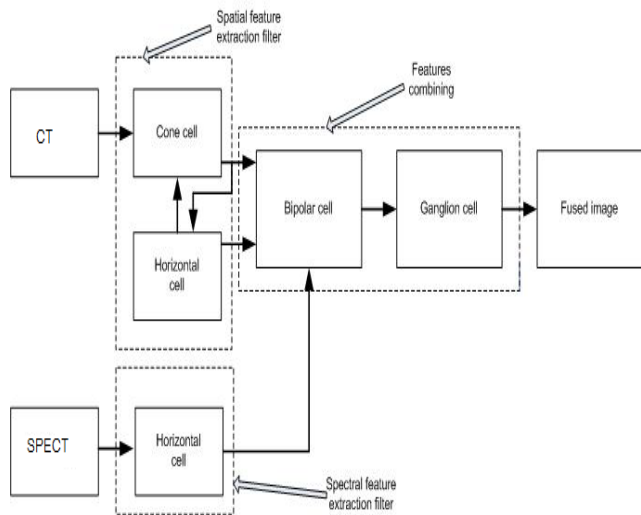 Spatial feature
extraction filter
Features
combining
CT
Cone cell
Bipolar cell
Ganglion cell
Fused image
Horizontal
cell
SPECT
Horizontal
cell
Spectral feature
extraction filter